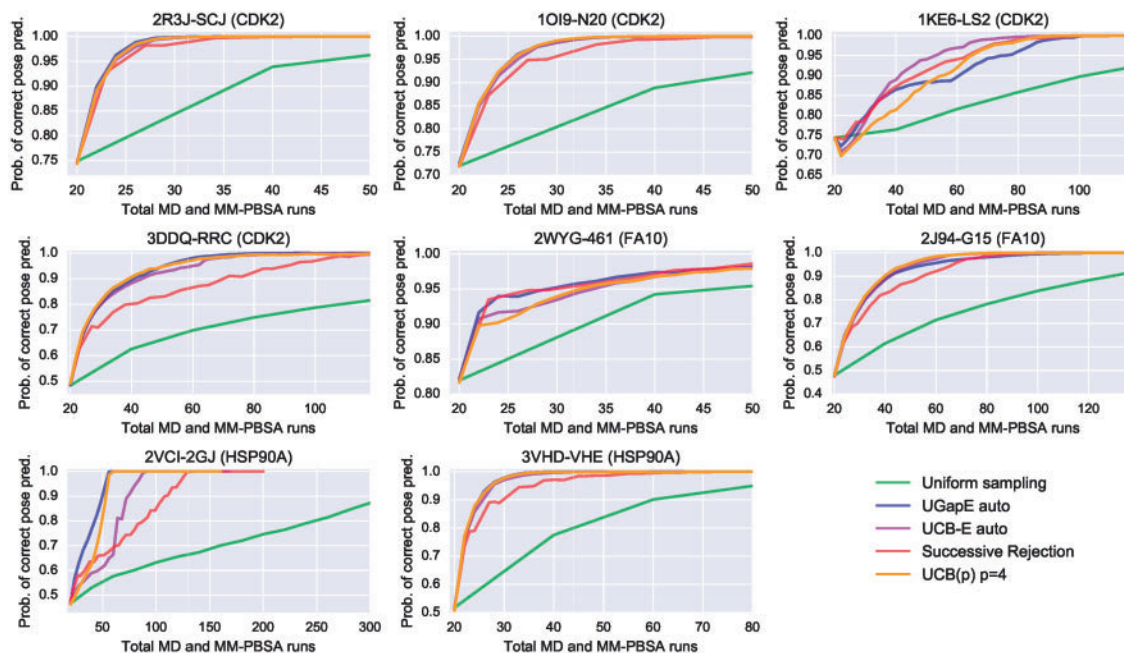 2R3J-SCJ (CDK2)
Prob. of correct pose pred.
1.00
0.95
0.90
0.85
0.80
0.75
20 25 30 35 40 45 50
Total MD and MM-PBSA runs
1OI9-N20 (CDK2)
Prob. of correct pose pred.
1.00
0.95
0.90
0.85
0.80
0.75
0.70
20 25 30 35 40 45 50
Total MD and MM-PBSA runs
1KE6-LS2 (CDK2)
Prob. of correct pose pred.
1.00
0.95
0.90
0.85
0.80
0.75
0.70
0.65
20 40 60 80 100
Total MD and MM-PBSA runs
3DDQ-RRC (CDK2)
Prob. of correct pose pred.
1.0
0.9
0.8
0.7
0.6
0.5
20 40 60 80 100
Total MD and MM-PBSA runs
2WYG-461 (FA10)
Prob. of correct pose pred.
1.00
0.95
0.90
0.85
0.80
20 25 30 35 40 45 50
Total MD and MM-PBSA runs
2J94-G15 (FA10)
Prob. of correct pose pred.
1.0
0.9
0.8
0.7
0.6
0.5
0.4
20 40 60 80 100 120
Total MD and MM-PBSA runs
2VCI-2GJ (HSP90A)
Prob. of correct pose pred.
1.0
0.9
0.8
0.7
0.6
0.5
50 100 150 200 250 300
Total MD and MM-PBSA runs
3VHD-VHE (HSP90A)
Prob. of correct pose pred.
1.0
0.9
0.8
0.7
0.6
0.5
20 30 40 50 60 70 80
Total MD and MM-PBSA runs
Uniform sampling
UGapE auto
UCB-E auto
Successive Rejection
UCB(p) p=4